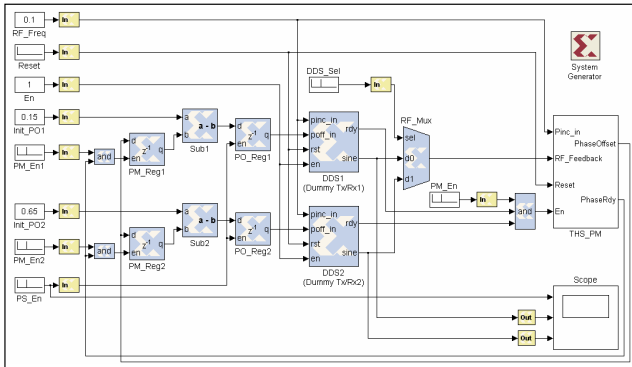 0.1
In
RF_Freq
In
Reset
1
In
En
0.15
In
Init_PO1
In
PM_En1
and
d
z-1
q
en
PM_Reg1
a
b
a - b
Sub1
d
z-1
q
en
PO_Reg1
0.65
In
Init_PO2
In
PM_En2
and
d
z-1
q
en
PM_Reg2
a
b
a - b
Sub2
d
z-1
q
en
PO_Reg2
In
PS_En
DDS_Sel
In
pinc_in
poff_in
rst
en
rdy
sine
DDS1
(Dummy Tx/Rx1)
pinc_in
poff_in
rst
en
rdy
sine
DDS2
(Dummy Tx/Rx2)
RF_Mux
sel
d0
d1
PM_En
In
and
System
Generator
Pinc_in
PhaseOffset
RF_Feedback
Reset
PhaseRdy
En
THS_PM
Scope
Out
Out